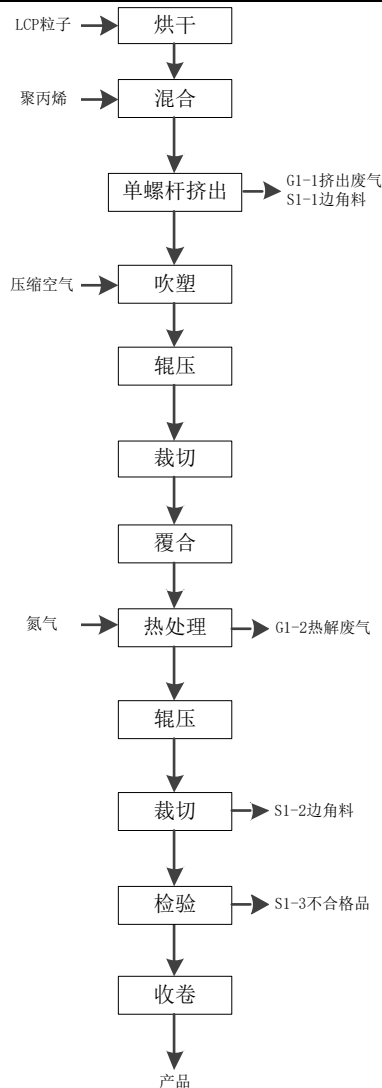 LCP粒子
烘干
聚丙烯
混合
单螺杆挤出
G1-1挤出废气
S1-1边角料
压缩空气
吹塑
辊压
裁切
覆合
氮气
热处理
G1-2热解废气
辊压
裁切
S1-2边角料
检验
S1-3不合格品
收卷
产品